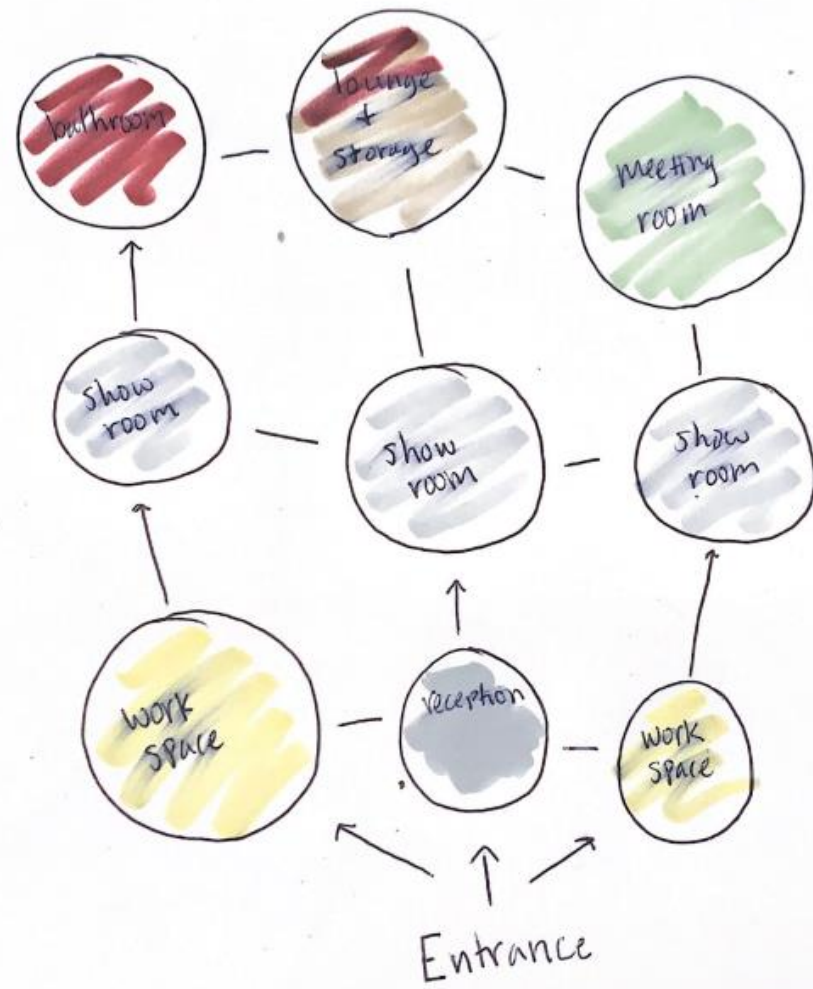 bathroom
lounge
+
storage
meeting
room
show
room
show
room
show
room
work
space
reception
work
space
Entrance